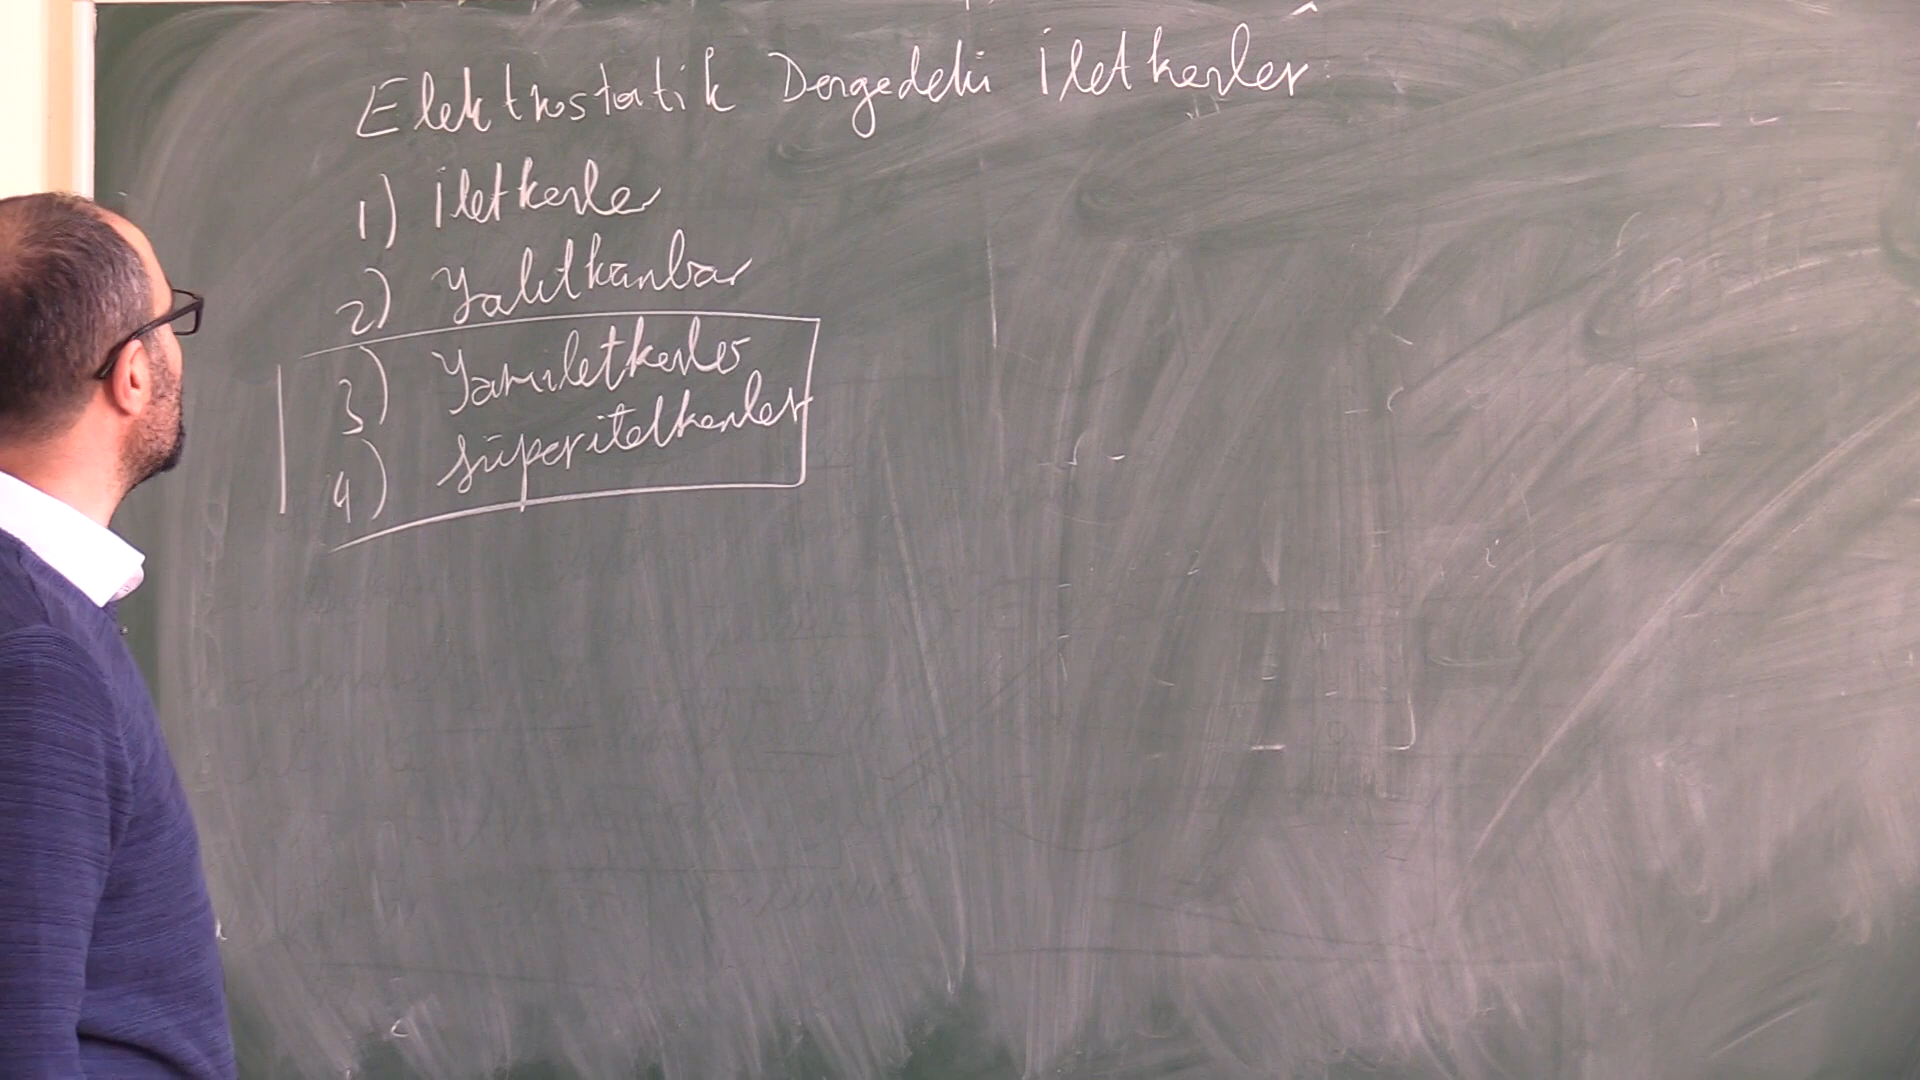 Elektrostatik Dengedeki İletkenler
1) İletkenler
2) Yalıtkanlar
3) Yarıiletkenler
4) Süperiletkenler